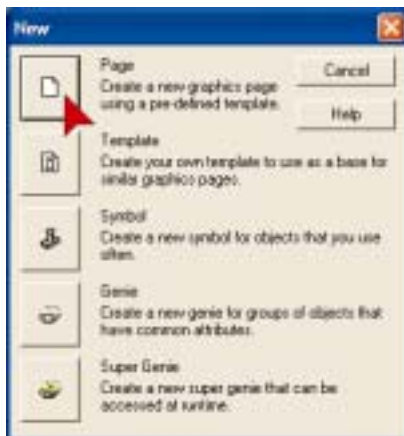 New
Page
Create a new graphics page
using a pre-defined template.
Cancel
Help
Template
Create your own template to use as a base for
similar graphics pages.
Symbol
Create a new symbol for objects that you use
often.
Genie
Create a new genie for groups of objects that
have common attributes.
Super Genie
Create a new super genie that can be
accessed at runtime.